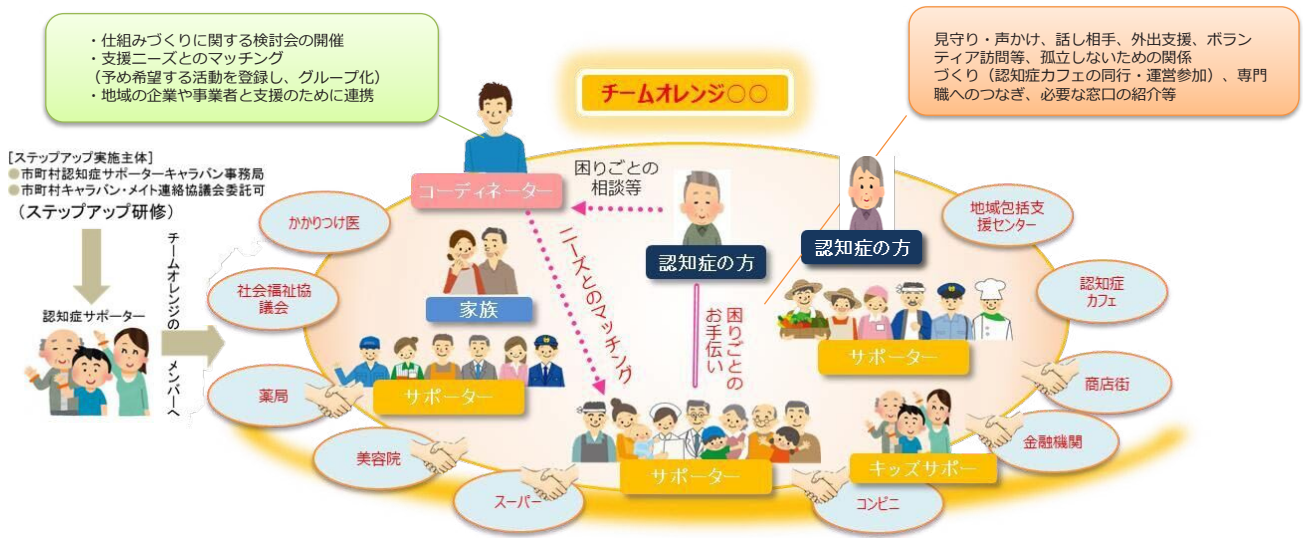 ・仕組みづくりに関する検討会の開催
・支援ニーズとのマッチング
（予め希望する活動を登録し、グループ化）
・地域の企業や事業者と支援のために連携
チームオレンジ〇〇
見守り・声かけ、話し相手、外出支援、ボラン
ティア訪問等、孤立しないための関係
づくり（認知症カフェの同行・運営参加）、専門
職へのつなぎ、必要な窓口の紹介等
[ステップアップ実施主体]
●市町村認知症サポーターキャラバン事務局
●市町村キャラバン・メイト連絡協議会委託可
（ステップアップ研修）
認知症サポーター
チームオレンジの
メンバーへ
コーディネーター
困りごとの
相談等
認知症の方
認知症の方
家族
ニーズとのマッチング
困りごとの
お手伝い
サポーター
サポーター
サポーター
キッズサポー
かかりつけ医
社会福祉協
議会
薬局
美容院
スーパー
コンビニ
金融機関
商店街
認知症
カフェ
地域包括支
援センター